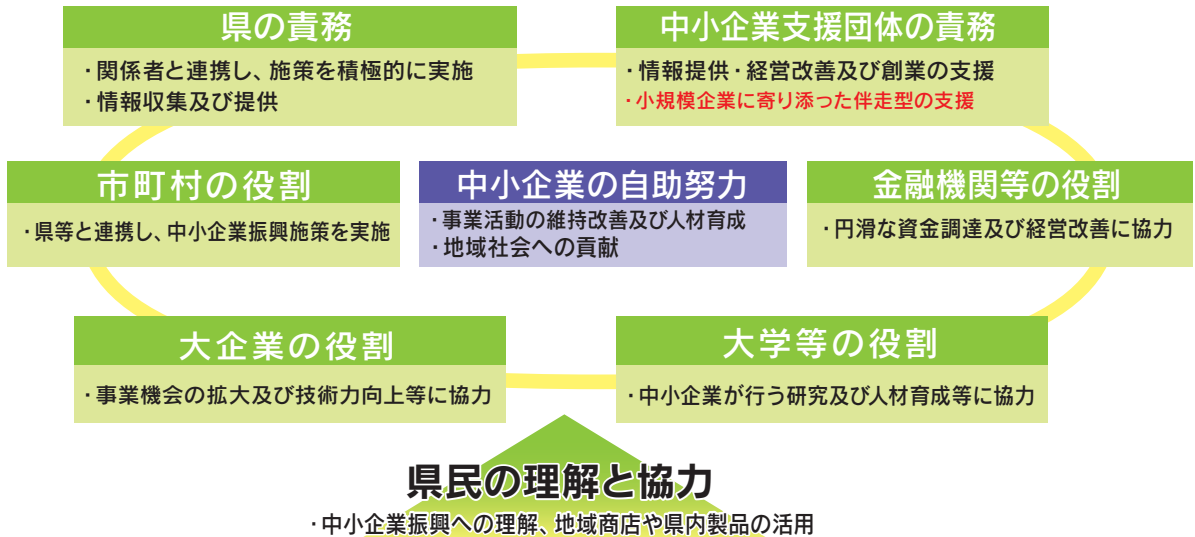 県の責務
・関係者と連携し、施策を積極的に実施
・情報収集及び提供
中小企業支援団体の責務
・情報提供・経営改善及び創業の支援
・小規模企業に寄り添った伴走型の支援
市町村の役割
・県等と連携し、中小企業振興施策を実施
中小企業の自助努力
・事業活動の維持改善及び人材育成
・地域社会への貢献
金融機関等の役割
・円滑な資金調達及び経営改善に協力
大企業の役割
・事業機会の拡大及び技術力向上等に協力
大学等の役割
・中小企業が行う研究及び人材育成等に協力
県民の理解と協力
・中小企業振興への理解、地域商店や県内製品の活用